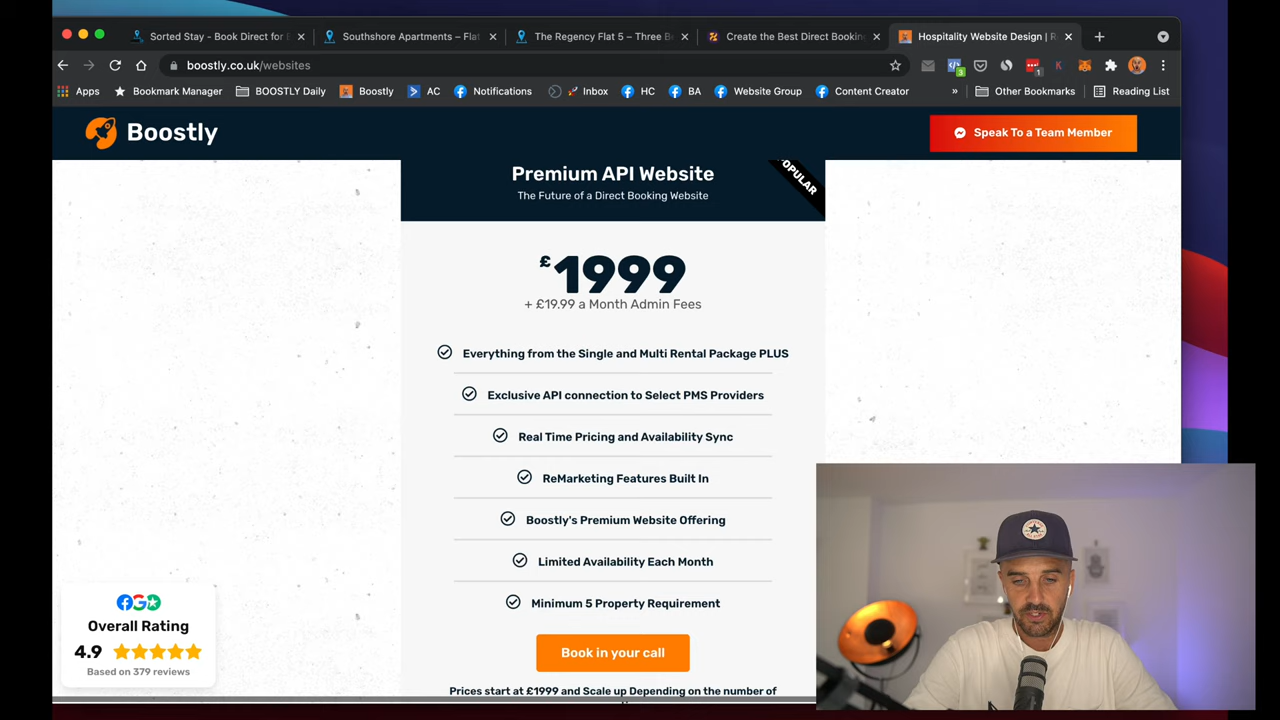 Sorted Stay - Book Direct for E
Southshore Apartments – Flat
The Regency Flat 5 – Three Be
Create the Best Direct Booking
Hospitality Website Design | R
boostly.co.uk/websites
3
1
Apps
Bookmark Manager
BOOSTLY Daily
Boostly
AC
Notifications
Inbox
HC
BA
Website Group
Content Creator
»
Other Bookmarks
Reading List
Boostly
Speak To a Team Member
Premium API Website
OPULAR
The Future of a Direct Booking Website
£1999
+ £19.99 a Month Admin Fees
Everything from the Single and Multi Rental Package PLUS
Exclusive API connection to Select PMS Providers
Real Time Pricing and Availability Sync
ReMarketing Features Built In
Boostly's Premium Website Offering
Limited Availability Each Month
Minimum 5 Property Requirement
Overall Rating
4.9
Based on 379 reviews
Book in your call
Prices start at £1999 and Scale up Depending on the number of